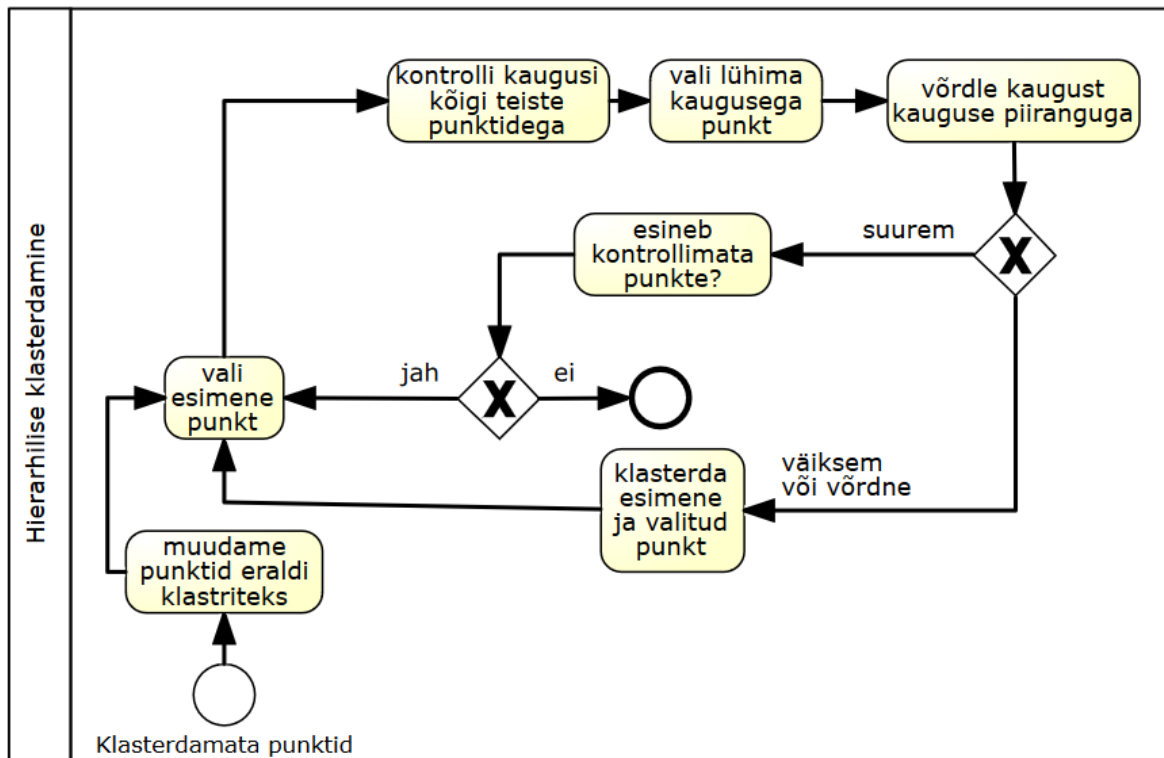 Hierarhilise klasterdamine
kontrolli kaugusi
kõigi teiste
punktidega
vali lühima
kaugusega
punkt
võrdle kaugust
kauguse piiranguga
esineb
kontrollimata
punkte?
suurem
X
vali
esimene
punkt
jah
X
ei
klasterda
esimene
ja valitud
punkt
väiksem
või võrdne
muudame
punktid eraldi
klastriteks
Klasterdamata punktid